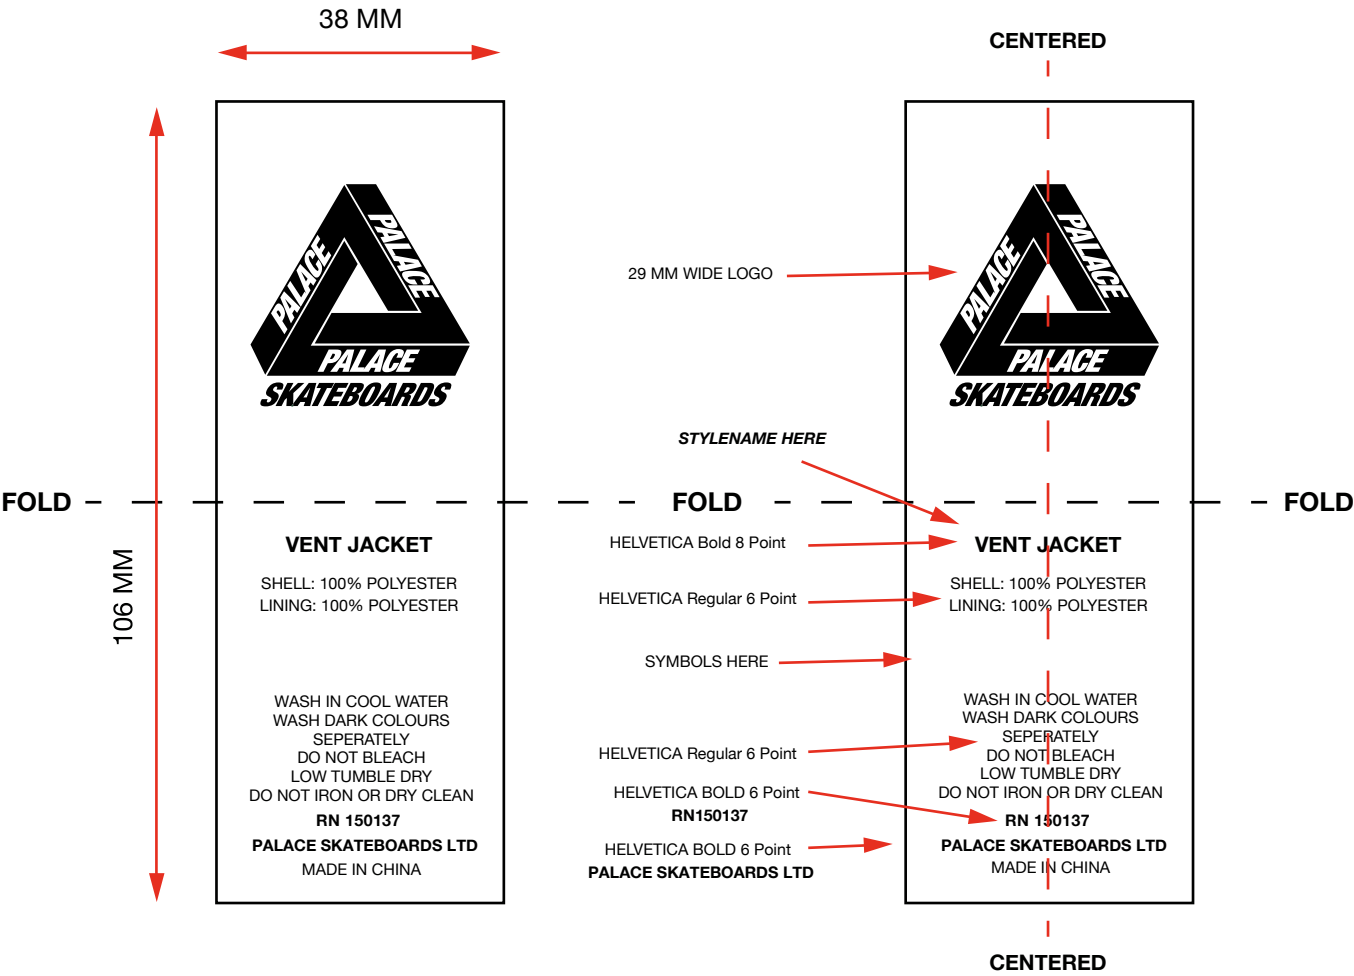 38 MM
CENTERED
PALACE
PALACE
PALACE
SKATEBOARDS
29 MM WIDE LOGO
PALACE
PALACE
PALACE
SKATEBOARDS
STYLENAME HERE
FOLD
FOLD
FOLD
106 MM
VENT JACKET
SHELL: 100% POLYESTER
LINING: 100% POLYESTER
WASH IN COOL WATER
WASH DARK COLOURS
SEPERATELY
DO NOT BLEACH
LOW TUMBLE DRY
DO NOT IRON OR DRY CLEAN
RN 150137
PALACE SKATEBOARDS LTD
MADE IN CHINA
HELVETICA Bold 8 Point
HELVETICA Regular 6 Point
SYMBOLS HERE
HELVETICA Regular 6 Point
HELVETICA BOLD 6 Point
RN150137
HELVETICA BOLD 6 Point
PALACE SKATEBOARDS LTD
VENT JACKET
SHELL: 100% POLYESTER
LINING: 100% POLYESTER
WASH IN COOL WATER
WASH DARK COLOURS
SEPERATELY
DO NOT BLEACH
LOW TUMBLE DRY
DO NOT IRON OR DRY CLEAN
RN 150137
PALACE SKATEBOARDS LTD
MADE IN CHINA
CENTERED